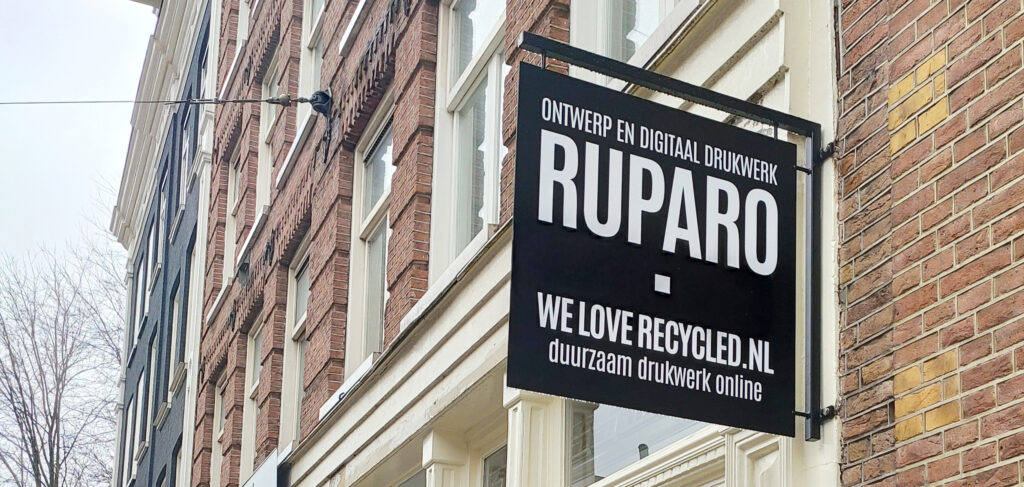 ONTWERP EN DIGITAAL DRUKWERK
RUPARO
WE LOVE RECYCLED.NL
duurzaam drukwerk online